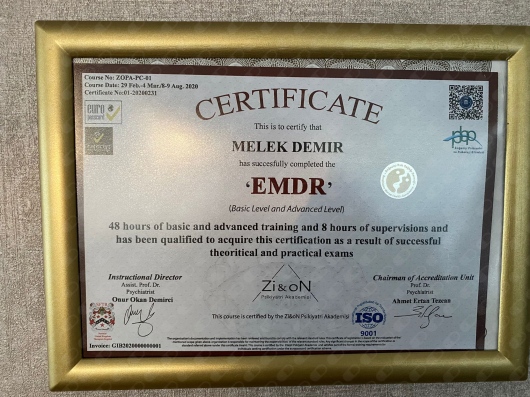 Course No: ZOPA-PC-01
Course Date: 29 Feb.-4 Mar./8-9 Aug. 2020
Certificate No:01-20200231
euro
CERTIFICATE
This is to certify that
MELEK DEMIR
has succesfully completed the
‘EMDR’
(Basic Level and Advanced Level)
48 hours of basic and advanced training and 8 hours of supervisions and
has been qualified to acquire this certification as a result of successful
theoritical and practical exams
Instructional Director
Assist. Prof. Dr.
Psychiatrist
Onur Okan Demirci
Zi&oN
Psikiyatri Akademisi
Chairman of Accreditation Unit
Prof. Dr.
Psychiatrist
Ahmet Ertan Tezcan
This course is certified by the Zi&oN Psikiyatri Akademisi
ISO
9001
Invoice: GIB2020000000001